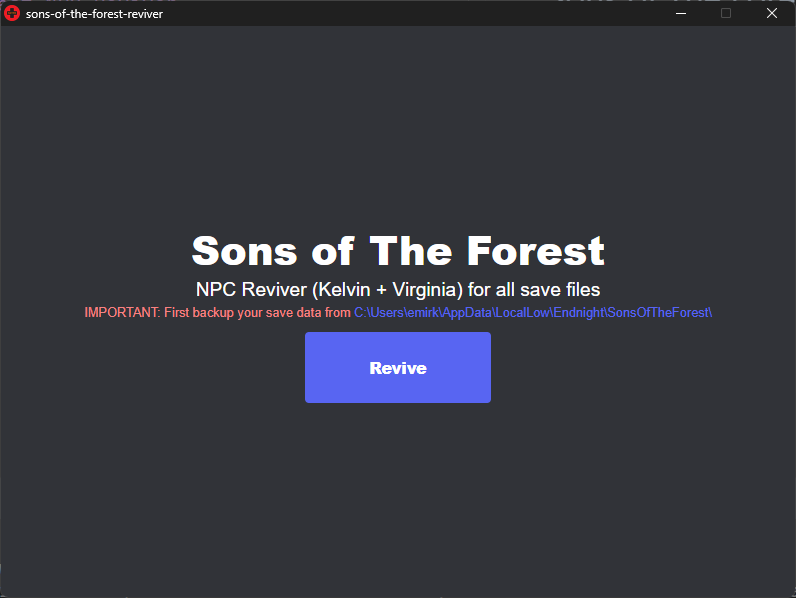 sons-of-the-forest-reviver
Sons of The Forest
NPC Reviver (Kelvin + Virginia) for all save files
IMPORTANT: First backup your save data from C:\Users\emirk\AppData\LocalLow\Endnight\SonsOfTheForest\
Revive